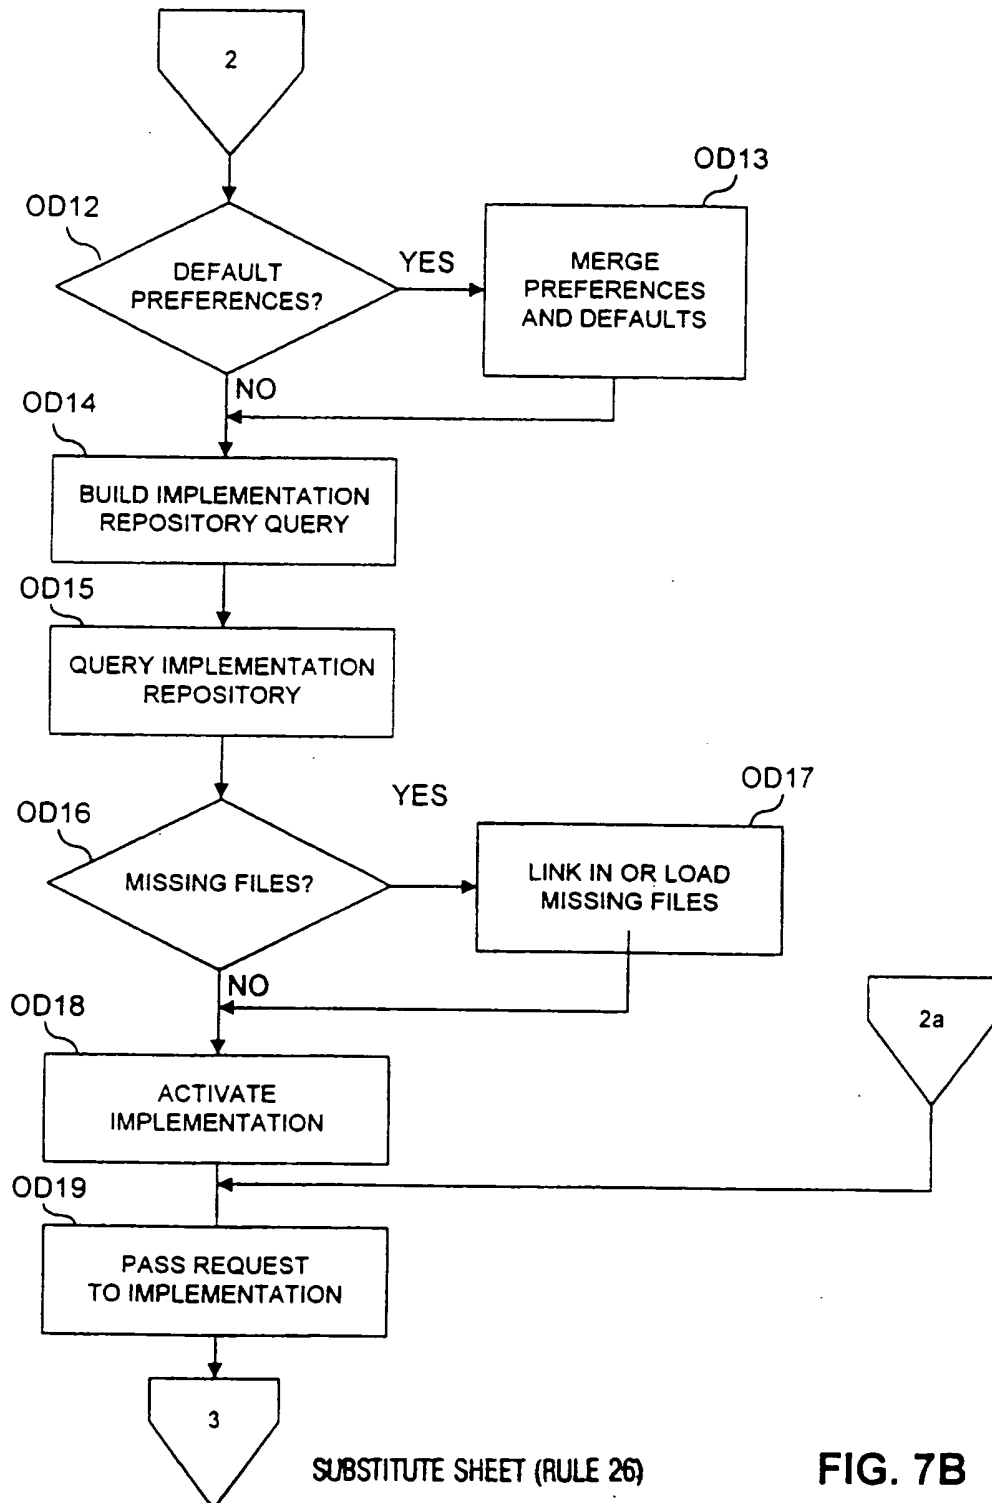 2
OD13
OD12
YES
DEFAULT
PREFERENCES?
MERGE
PREFERENCES
AND DEFAULTS
NO
OD14
BUILD IMPLEMENTATION
REPOSITORY QUERY
OD15
QUERY IMPLEMENTATION
REPOSITORY
OD17
YES
OD16
MISSING FILES?
LINK IN OR LOAD
MISSING FILES
NO
OD18
2a
ACTIVATE
IMPLEMENTATION
OD19
PASS REQUEST
TO IMPLEMENTATION
3
SUBSTITUTE SHEET (RULE 26)
FIG. 7B